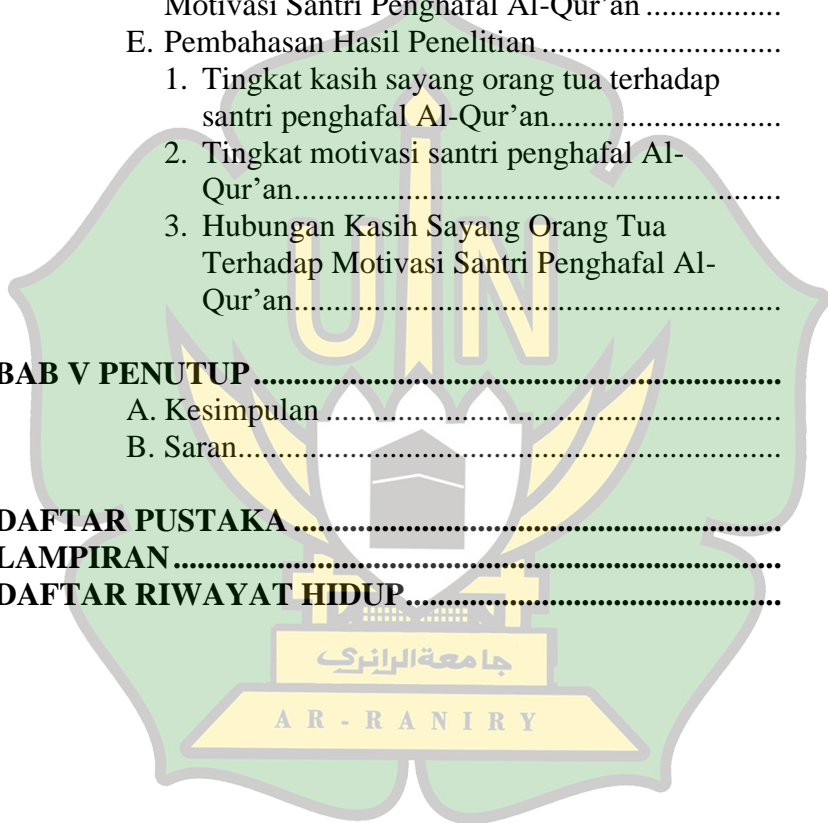 Motivasi Santri Penghafal Al-Qur'an .................
E. Pembahasan Hasil Penelitian ............................
1. Tingkat kasih sayang orang tua terhadap
santri penghafal Al-Qur'an...........................
2. Tingkat motivasi santri penghafal Al-
Qur'an.........................................................
3. Hubungan Kasih Sayang Orang Tua
Terhadap Motivasi Santri Penghafal Al-
Qur'an.........................................................
BAB V PENUTUP .............................................................
A. Kesimpulan .....................................................
B. Saran................................................................
DAFTAR PUSTAKA .........................................................
LAMPIRAN.......................................................................
DAFTAR RIWAYAT HIDUP............................................
UIN
جامعةالرانري
AR-RANIRY